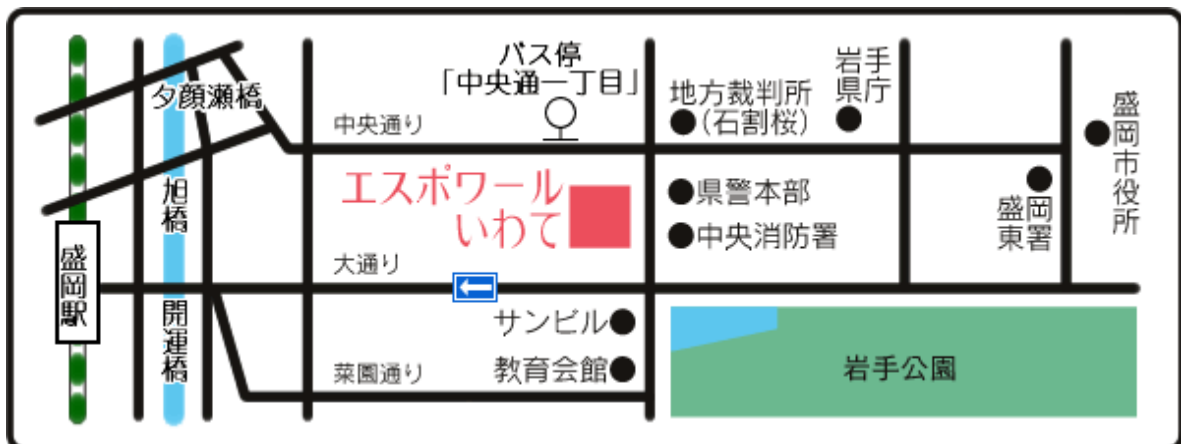 バス停
「中央通一丁目」
夕顔瀬橋
中央通り
地方裁判所
(石割桜)
岩手
県庁
盛岡市役所
エスポワール
いわて
県警本部
中央消防署
盛岡
東署
旭橋
盛岡駅
大通り
開運橋
サンビル
教育会館
菜園通り
岩手公園